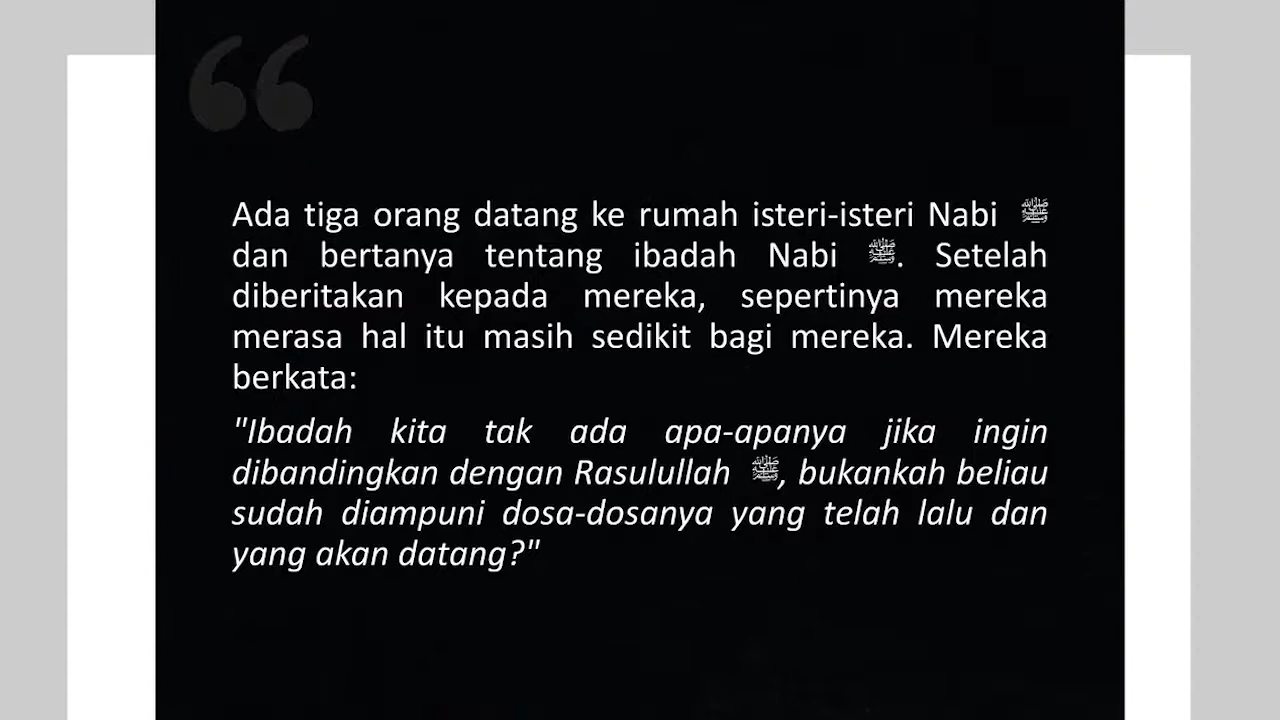 Ada tiga orang datang ke rumah isteri-isteri Nabi ﷺ
dan bertanya tentang ibadah Nabi ﷺ. Setelah
diberitakan kepada mereka, sepertinya mereka
merasa hal itu masih sedikit bagi mereka. Mereka
berkata:
"Ibadah kita tak ada apa-apanya jika ingin
dibandingkan dengan Rasulullah ﷺ, bukankah beliau
sudah diampuni dosa-dosanya yang telah lalu dan
yang akan datang?"